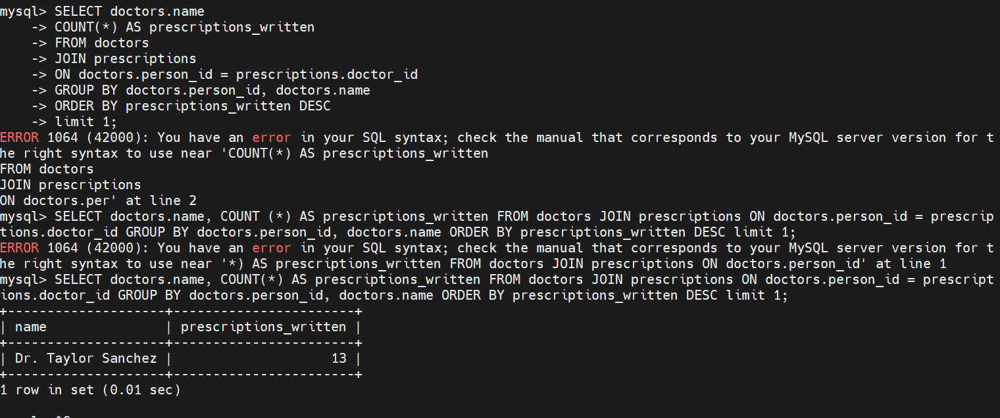 mysql> SELECT doctors.name
    -> COUNT(*) AS prescriptions_written
    -> FROM doctors
    -> JOIN prescriptions
    -> ON doctors.person_id = prescriptions.doctor_id
    -> GROUP BY doctors.person_id, doctors.name
    -> ORDER BY prescriptions_written DESC
    -> limit 1;
ERROR 1064 (42000): You have an error in your SQL syntax; check the manual that corresponds to your MySQL server version for t
he right syntax to use near 'COUNT(*) AS prescriptions_written
FROM doctors
JOIN prescriptions
ON doctors.per' at line 2
mysql> SELECT doctors.name, COUNT (*) AS prescriptions_written FROM doctors JOIN prescriptions ON doctors.person_id = prescrip
tions.doctor_id GROUP BY doctors.person_id, doctors.name ORDER BY prescriptions_written DESC limit 1;
ERROR 1064 (42000): You have an error in your SQL syntax; check the manual that corresponds to your MySQL server version for t
he right syntax to use near '*) AS prescriptions_written FROM doctors JOIN prescriptions ON doctors.person_id' at line 1
mysql> SELECT doctors.name, COUNT(*) AS prescriptions_written FROM doctors JOIN prescriptions ON doctors.person_id = prescript
ions.doctor_id GROUP BY doctors.person_id, doctors.name ORDER BY prescriptions_written DESC limit 1;
+--------------------+-----------------------+
| name               | prescriptions_written |
+--------------------+-----------------------+
| Dr. Taylor Sanchez |                    13 |
+--------------------+-----------------------+
1 row in set (0.01 sec)